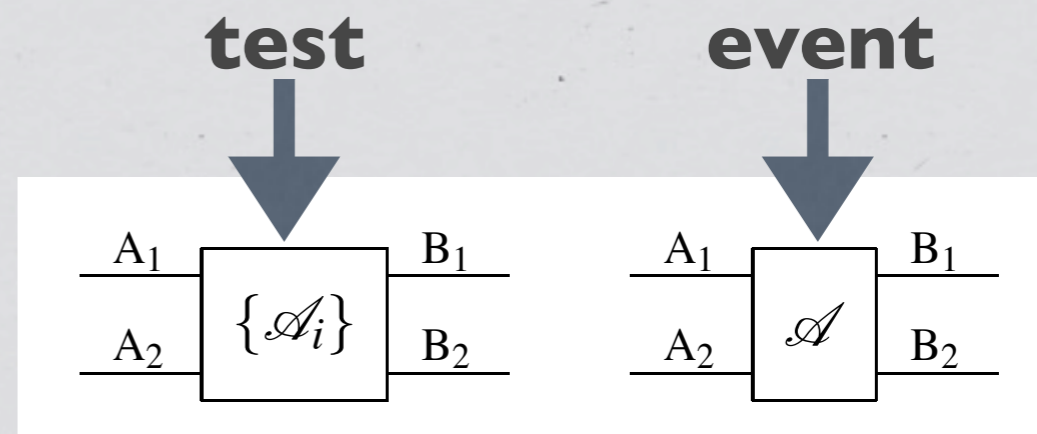 test event
A₁ B₁ A₁ B₁
{𝒜ᵢ} 𝒜
A₂ B₂ A₂ B₂